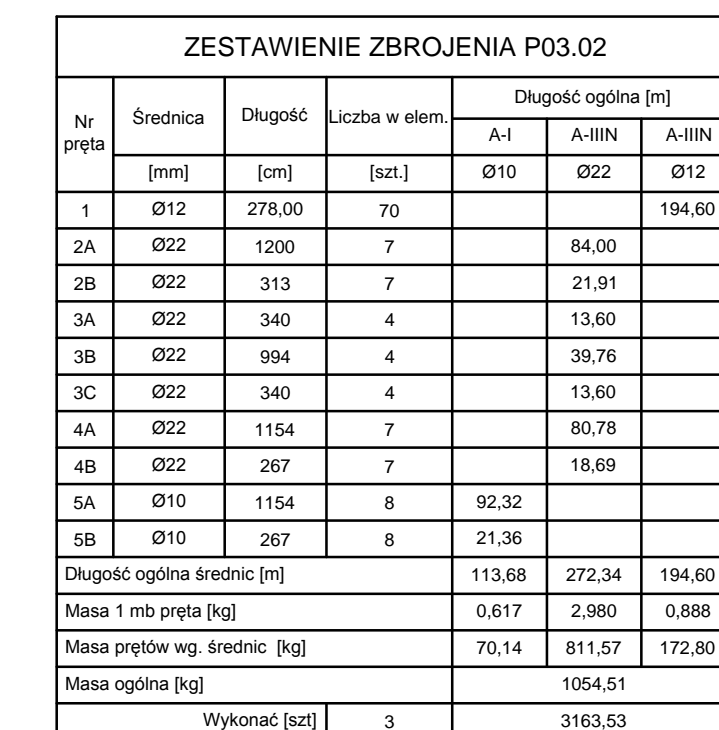 ZESTAWIENIE ZBROJENIA P03.02
Nr pręta Średnica Długość Liczba w elem. Długość ogólna [m]
A-I A-IIIN A-IIIN
[mm] [cm] [szt.] Ø10 Ø22 Ø12
1 Ø12 278,00 70 194,60
2A Ø22 1200 7 84,00
2B Ø22 313 7 21,91
3A Ø22 340 4 13,60
3B Ø22 994 4 39,76
3C Ø22 340 4 13,60
4A Ø22 1154 7 80,78
4B Ø22 267 7 18,69
5A Ø10 1154 8 92,32
5B Ø10 267 8 21,36
Długość ogólna średnic [m] 113,68 272,34 194,60
Masa 1 mb pręta [kg] 0,617 2,980 0,888
Masa prętów wg. średnic [kg] 70,14 811,57 172,80
Masa ogólna [kg] 1054,51
Wykonać [szt] 3 3163,53